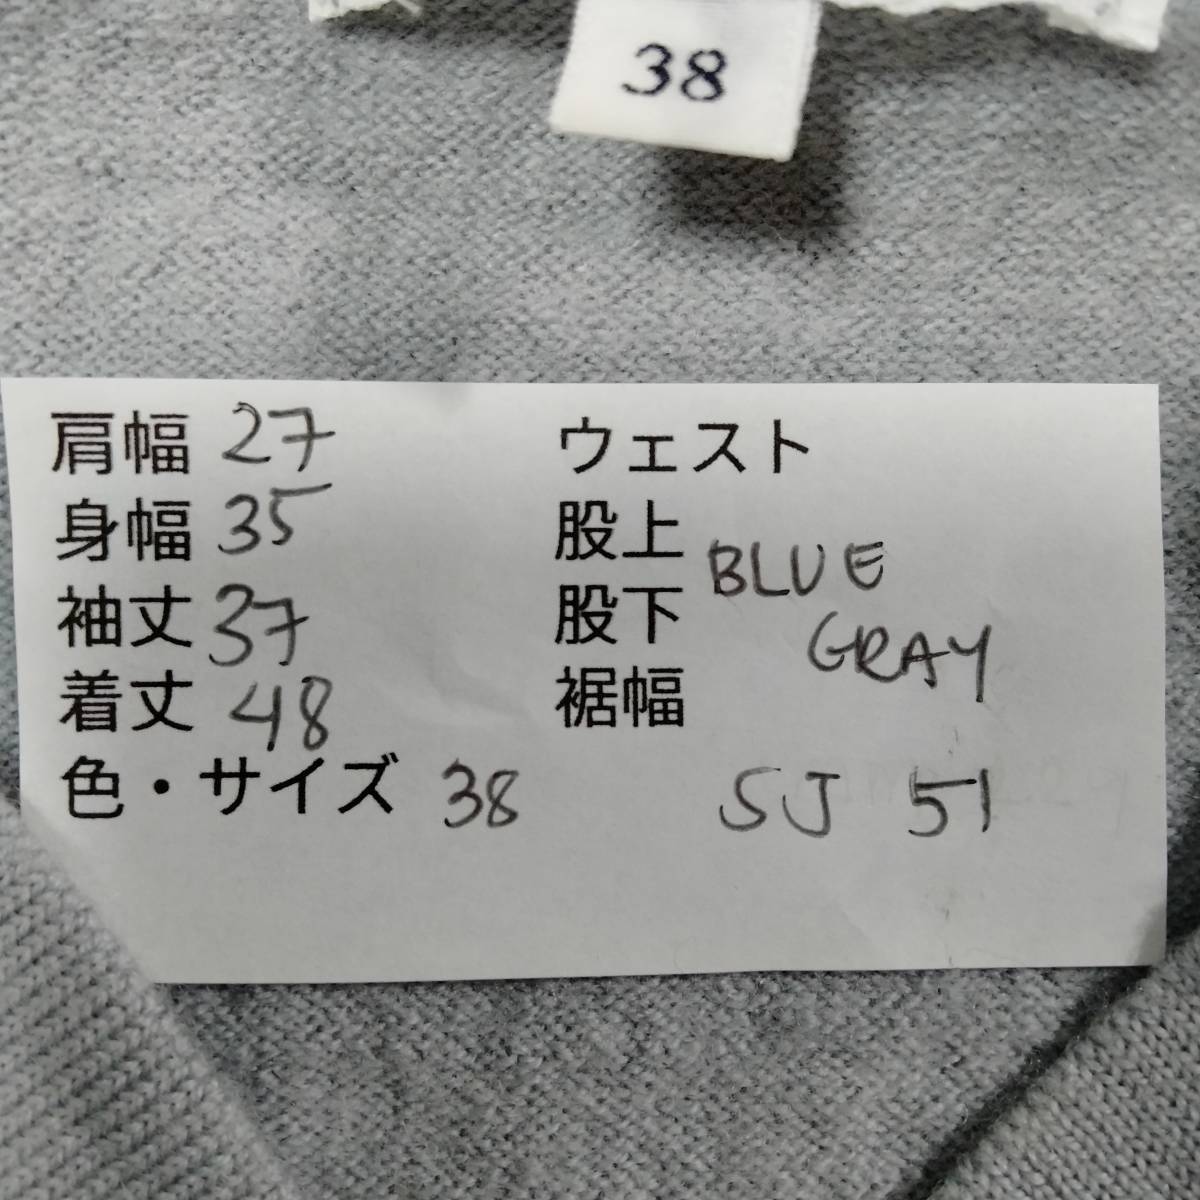 38
肩幅 27 ウェスト
身幅 35 股上 BLUE
袖丈 37 股下 GRAY
着丈 48 裾幅
色・サイズ 38 SJ 51